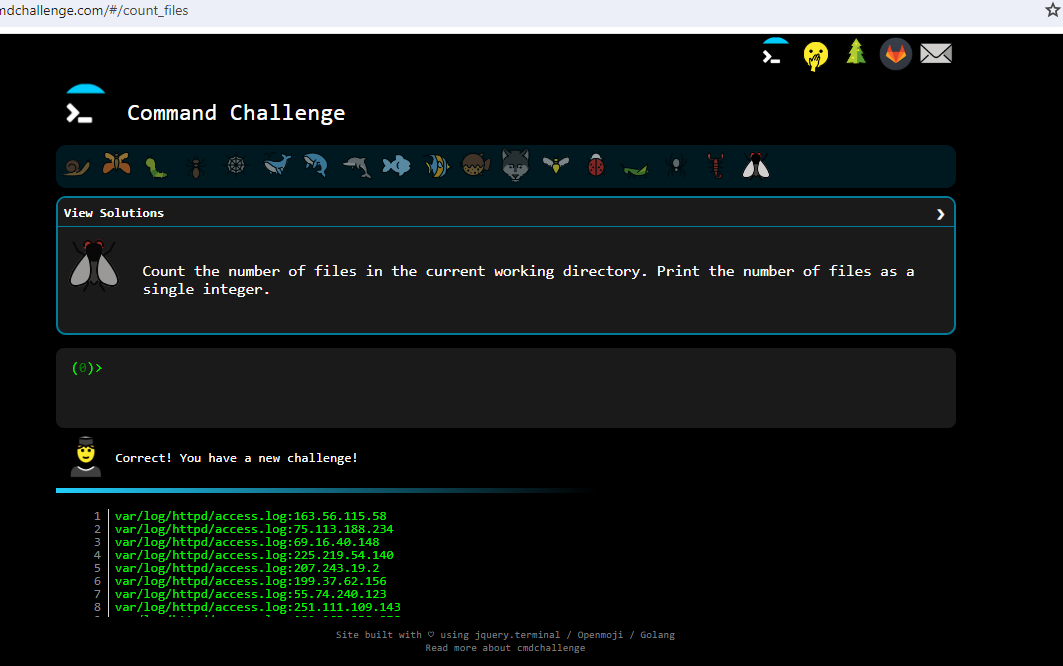 mdchallenge.com/#/count_files
Command Challenge
View Solutions
Count the number of files in the current working directory. Print the number of files as a
single integer.
(0)>
Correct! You have a new challenge!
1 var/log/httpd/access.log:163.56.115.58
2 var/log/httpd/access.log:75.113.188.234
3 var/log/httpd/access.log:69.16.40.148
4 var/log/httpd/access.log:225.219.54.140
5 var/log/httpd/access.log:207.243.19.2
6 var/log/httpd/access.log:199.37.62.156
7 var/log/httpd/access.log:55.74.240.123
8 var/log/httpd/access.log:251.111.109.143
Site built with ♡ using jquery.terminal / Openmoji / Golang
Read more about cmdchallenge